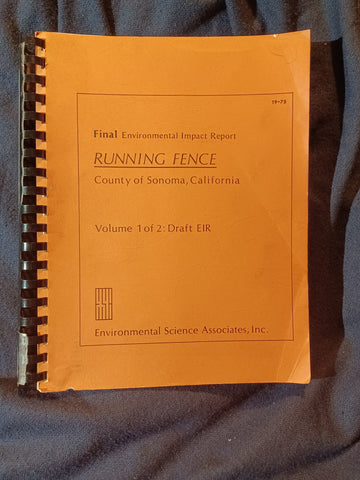 19-75
Final Environmental Impact Report
RUNNING FENCE
County of Sonoma, California
Volume 1 of 2: Draft EIR
ESA
Environmental Science Associates, Inc.